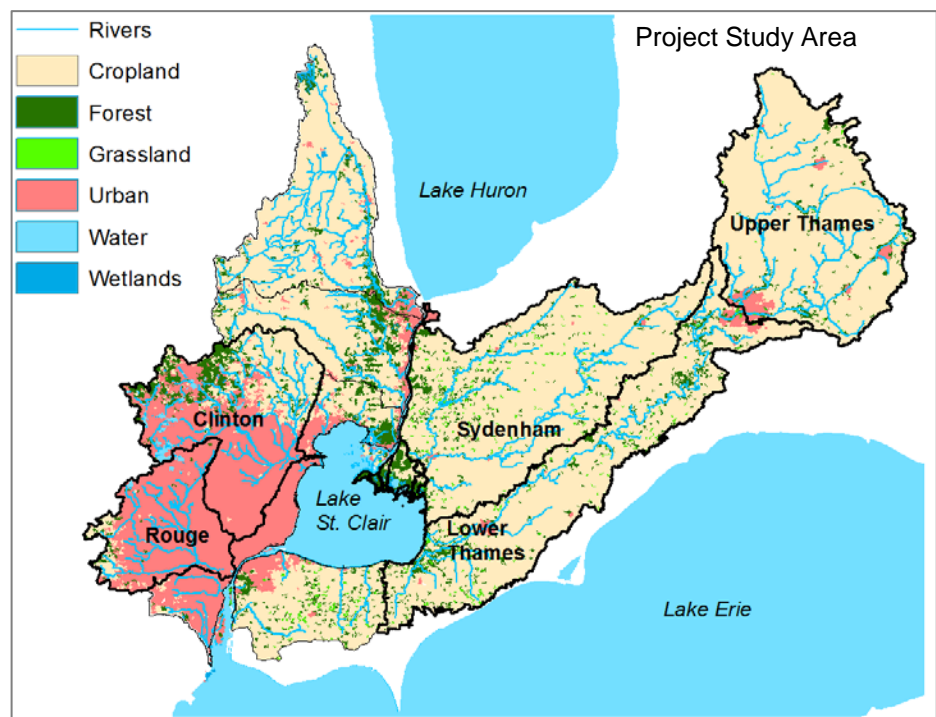 Project Study Area
Rivers
Cropland
Forest
Grassland
Urban
Water
Wetlands
Lake Huron
Upper Thames
Clinton
Sydenham
Lake
St. Clair
Rouge
Lower
Thames
Lake Erie